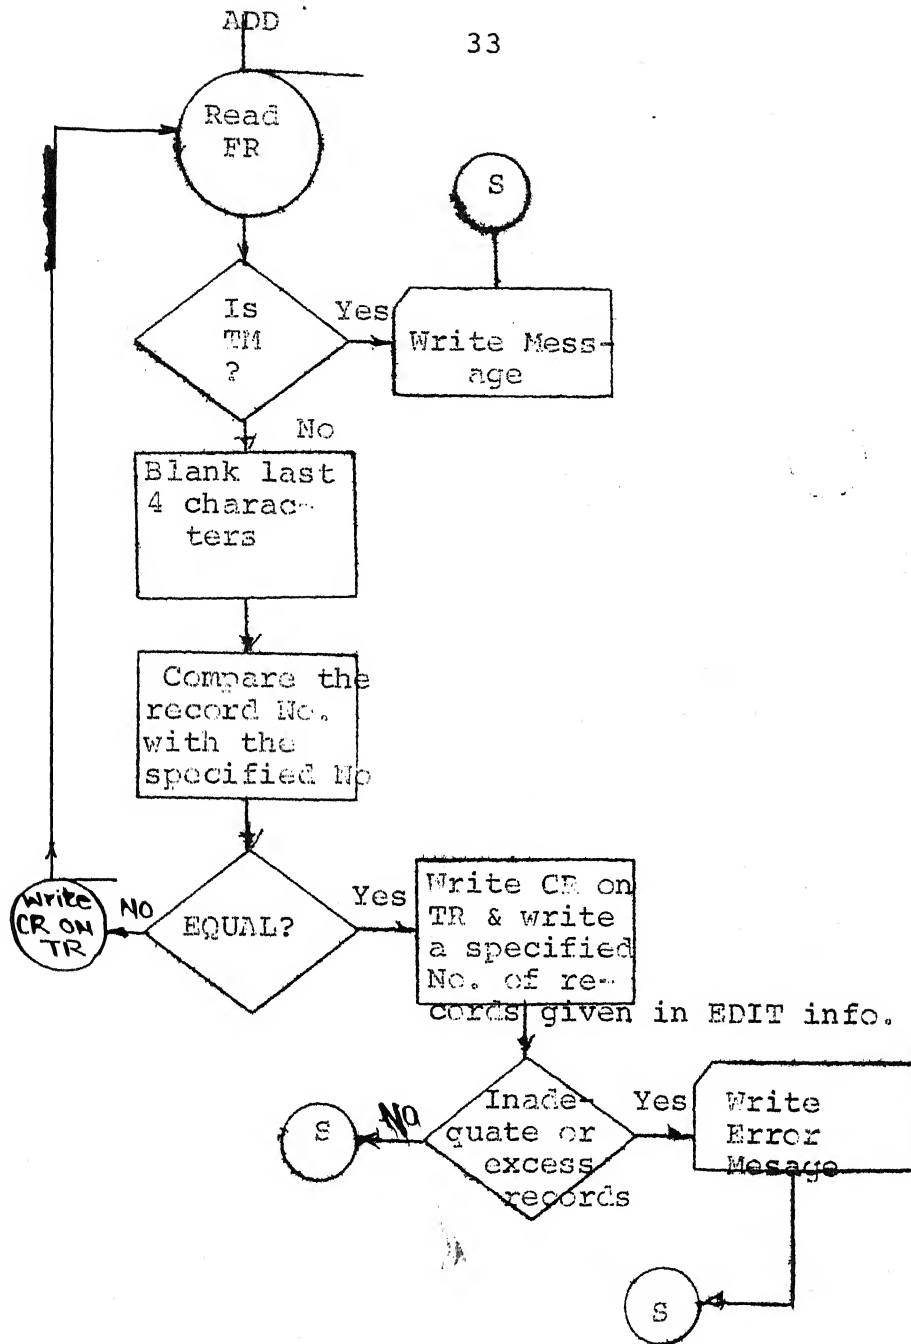 33
ADD
Read
FR
S
Is
TM
?
Yes
Write Mess-
age
No
Blank last
4 charac-
ters
Compare the
record No.
with the
specified No
Write
CR ON
TR
NO
EQUAL?
Yes
Write CR on
TR & write
a specified
No. of re-
cords given in EDIT info.
S
NO
Inade-
quate or
excess
records
Yes
Write
Error
Mesage
S